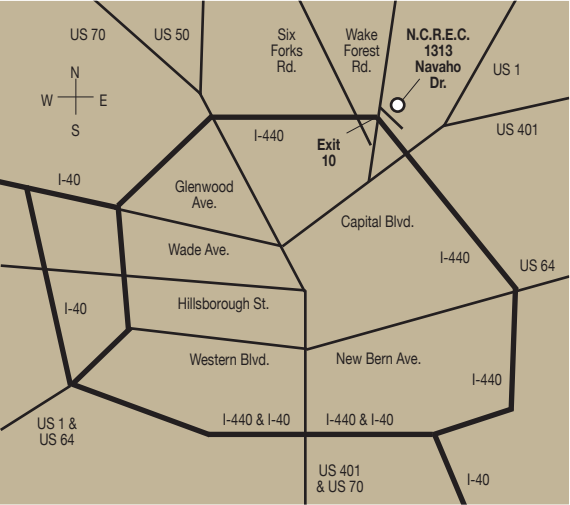 US 70
US 50
Six
Forks
Rd.
Wake
Forest
Rd.
N.C.R.E.C.
1313
Navaho
Dr.
US 1
N
W
E
S
US 401
I-440
Exit
10
I-40
Glenwood
Ave.
Capital Blvd.
Wade Ave.
I-440
US 64
I-40
Hillsborough St.
Western Blvd.
New Bern Ave.
I-440
US 1 &
US 64
I-440 & I-40
I-440 & I-40
US 401
& US 70
I-40